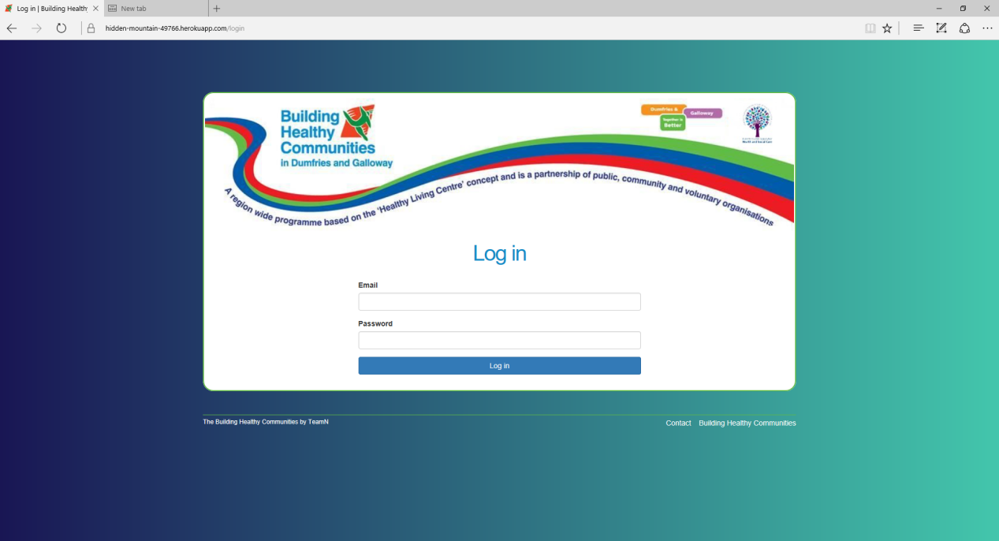 Log in | Building Health
New tab
hidden-mountain-49766.herokuapp.com/login
Building
Healthy
Communities
in Dumfries and Galloway
Dumfries &
Galloway
Together is
Better
A region wide programme based on the 'Healthy Living Centre' concept and is a partnership of public, community and voluntary organisations
Log in
Email
Password
Log in
The Building Healthy Communities by TeamN
Contact Building Healthy Communities